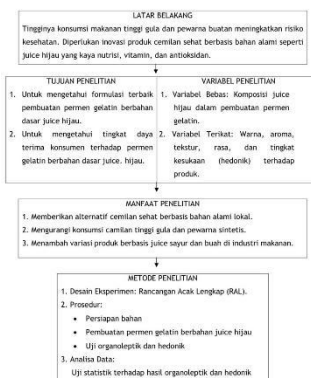 LATAR BELAKANG
Tingginya konsumsi makanan tinggi gula dan pewarna buatan meningkatkan risiko
kesehatan. Diperlukan inovasi produk cemilan sehat berbasis bahan alami seperti
juice hijau yang kaya nutrisi, vitamin, dan antioksidan.
TUJUAN PENELITIAN
1. Untuk mengetahui formulasi terbaik
pembuatan permen gelatin berbahan
dasar juice hijau.
2. Untuk mengetahui tingkat daya
terima konsumen terhadap permen
gelatin berbahan dasar juice. hijau.
VARIABEL PENELITIAN
1. Variabel Bebas: Komposisi juice
hijau dalam pembuatan permen
gelatin.
2. Variabel Terikat: Warna, aroma,
tekstur, rasa, dan tingkat
kesukaan (hedonik) terhadap
produk.
MANFAAT PENELITIAN
1. Memberikan alternatif cemilan sehat berbasis bahan alami lokal.
2. Mengurangi konsumsi camilan tinggi gula dan pewarna sintetis.
3. Menambah variasi produk berbasis juice sayur dan buah di industri makanan.
METODE PENELITIAN
1. Desain Eksperimen: Rancangan Acak Lengkap (RAL).
2. Prosedur:
• Persiapan bahan
• Pembuatan permen gelatin berbahan juice hijau
• Uji organoleptik dan hedonik
3. Analisa Data:
Uji statistik terhadap hasil organoleptik dan hedonik